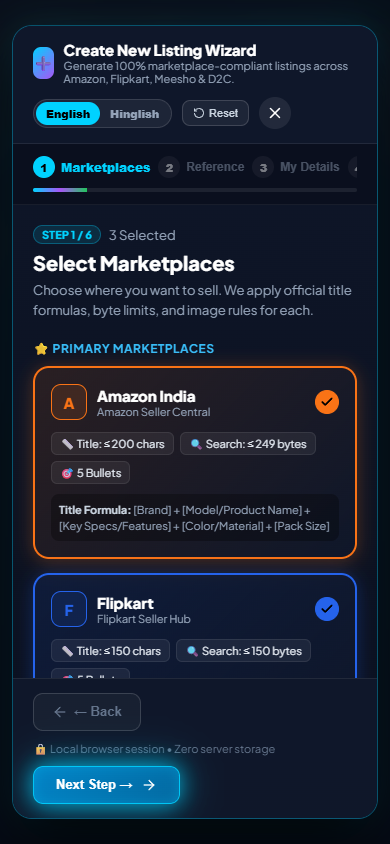 Create New Listing Wizard
Generate 100% marketplace-compliant listings across
Amazon, Flipkart, Meesho & D2C.
English Hinglish Reset
1 Marketplaces 2 Reference 3 My Details
STEP 1 / 6 3 Selected
Select Marketplaces
Choose where you want to sell. We apply official title
formulas, byte limits, and image rules for each.
PRIMARY MARKETPLACES
A Amazon India
Amazon Seller Central
Title: ≤200 chars Search: ≤249 bytes
5 Bullets
Title Formula: [Brand] + [Model/Product Name] +
[Key Specs/Features] + [Color/Material] + [Pack Size]
F Flipkart
Flipkart Seller Hub
Title: ≤150 chars Search: ≤150 bytes
5 Bullets
← ← Back
Local browser session • Zero server storage
Next Step → →